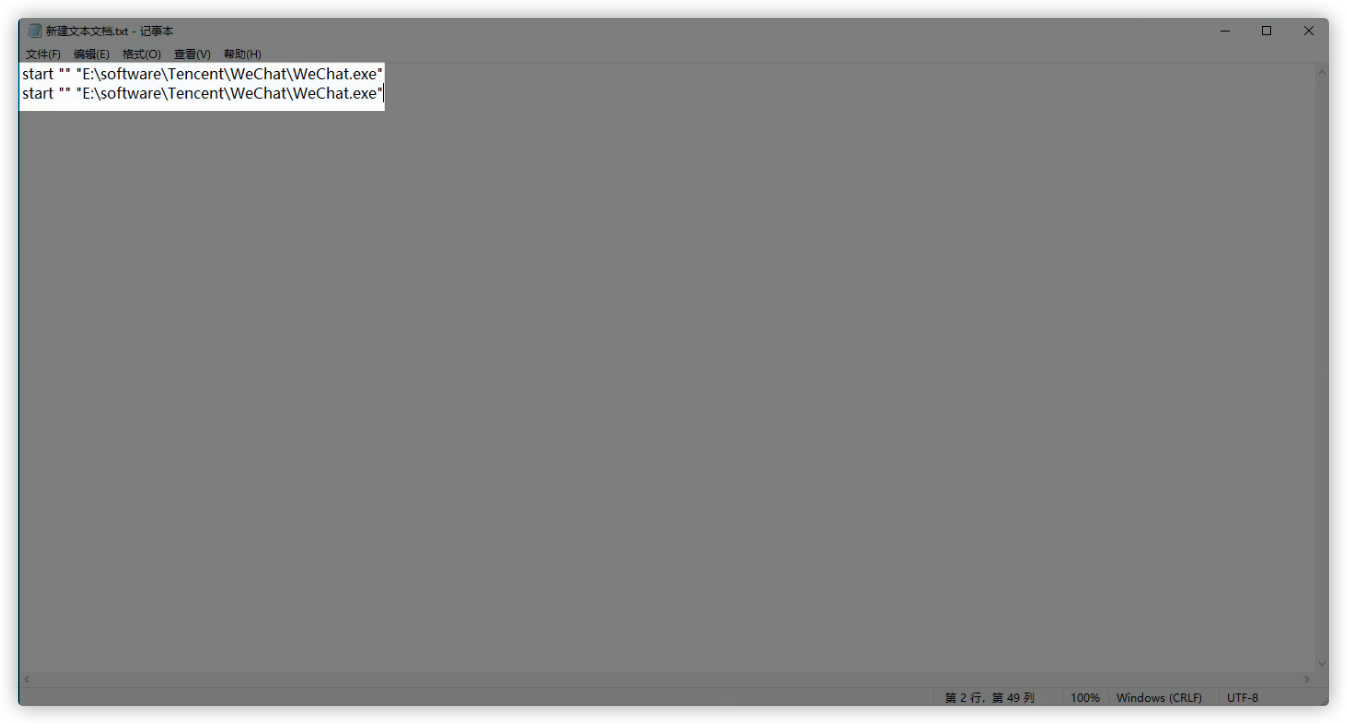 新建文本文档.txt - 记事本
文件(F) 编辑(E) 格式(O) 查看(V) 帮助(H)
start "" "E:\software\Tencent\WeChat\WeChat.exe"
start "" "E:\software\Tencent\WeChat\WeChat.exe"
第 2 行，第 49 列 100% Windows (CRLF) UTF-8